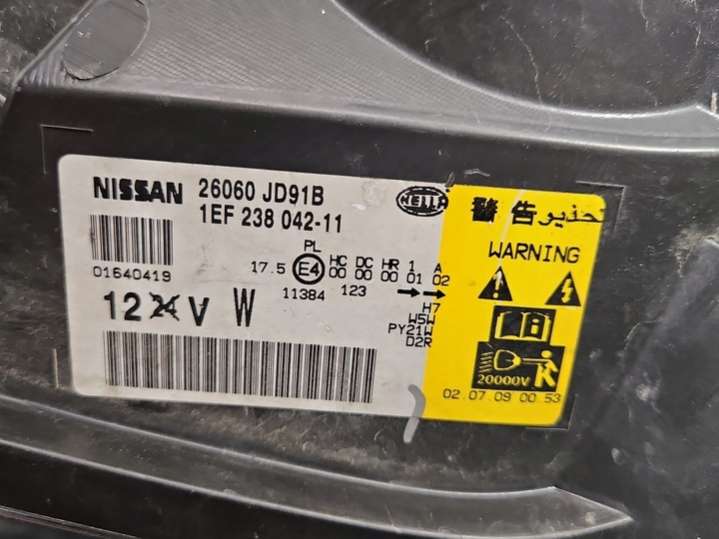 NISSAN 26060 JD91B
1EF 238 042-11
HELLA
01640419
PL
17.5 E4 HC DC HR 1 A
00 00 00 01 02
11384 123
H7
W5W
PY21W
D2R
12 24 V W
警告 تحذير
WARNING
20000V
02.07.09 00.53